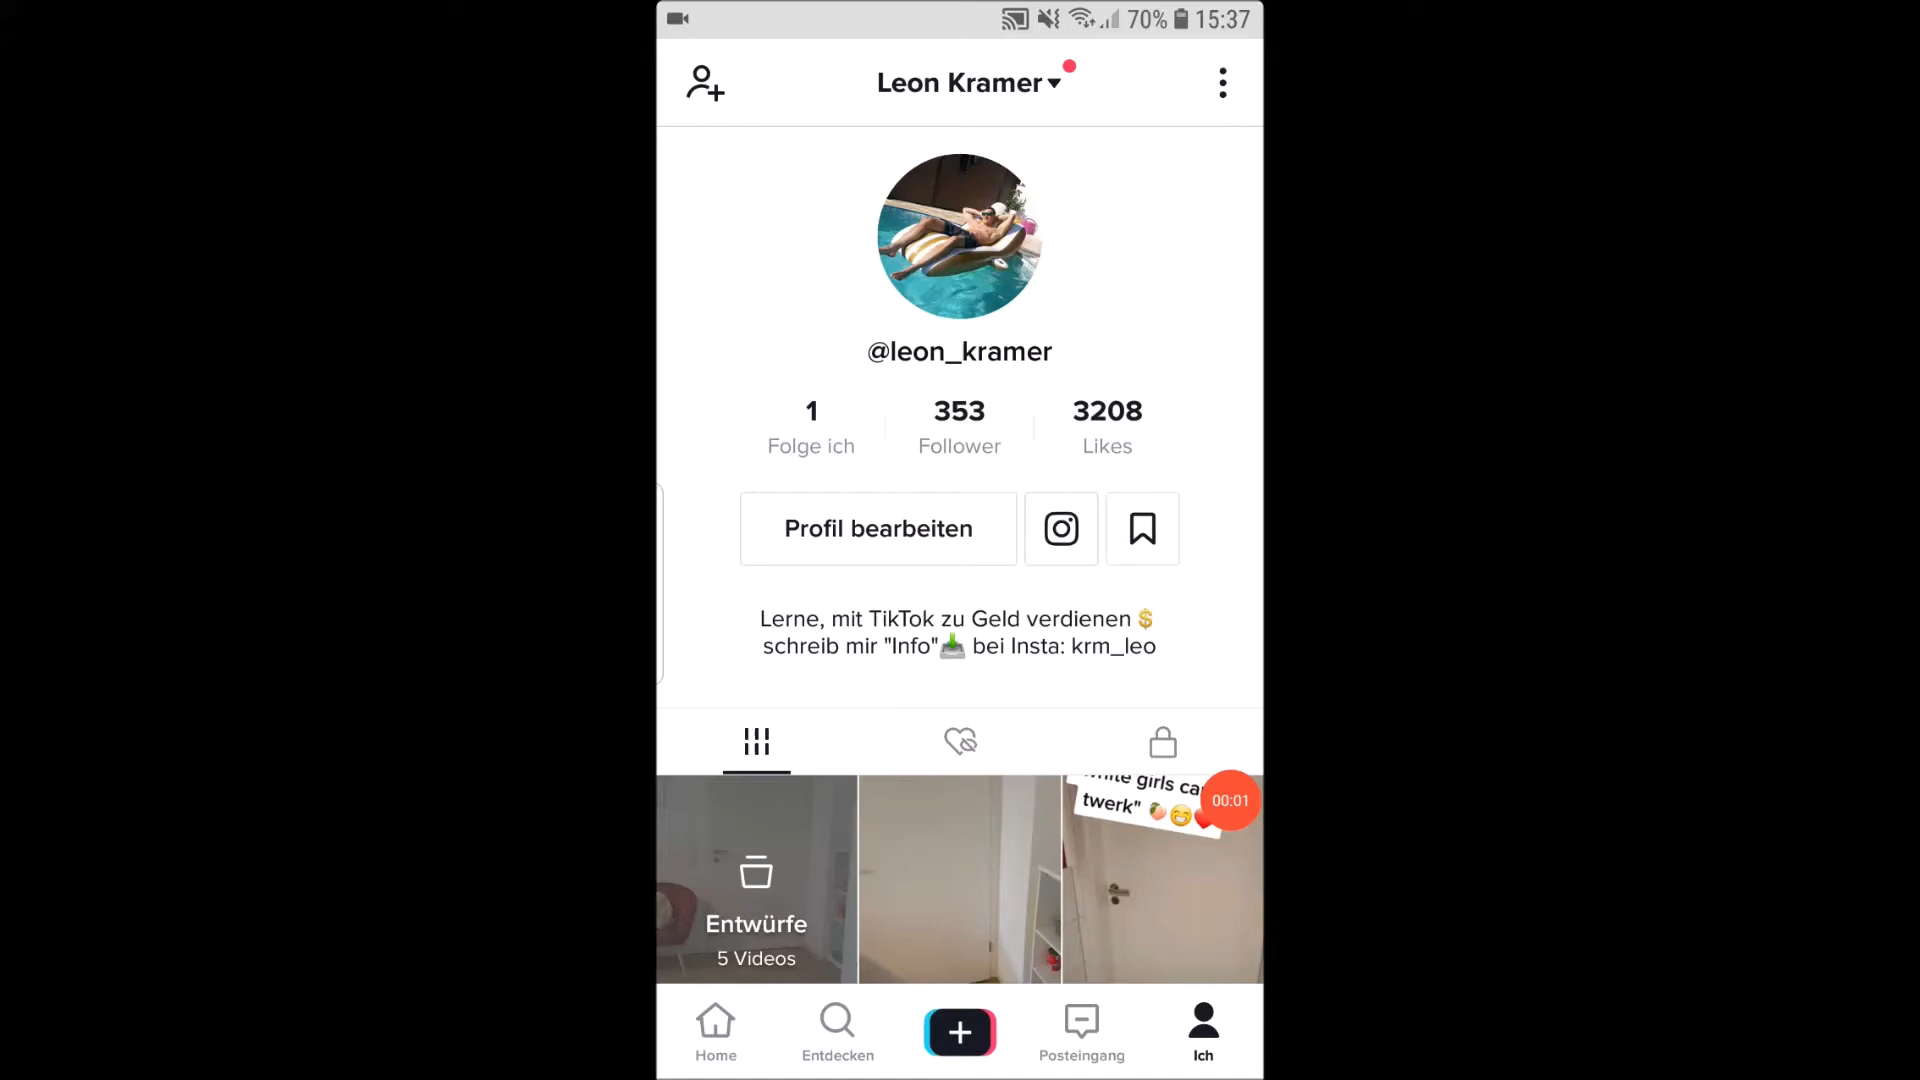 70% 15:37
Leon Kramer
@leon_kramer
1 353 3208
Folge ich Follower Likes
Profil bearbeiten
Lerne, mit TikTok zu Geld verdienen 💲
schreib mir "Info"📥 bei Insta: krm_leo
girls
twerk" 🍑😁❤️
00:01
Entwürfe
5 Videos
Home Entdecken Posteingang Ich